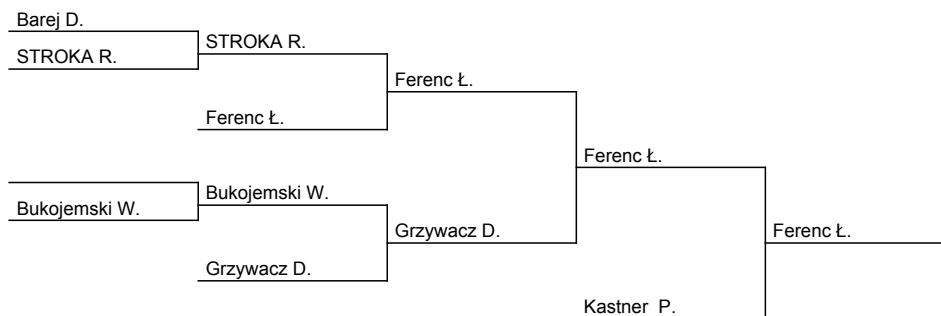 Barej D.
STROKA R.
STROKA R.
Ferenc Ł.
Ferenc Ł.
Ferenc Ł.
Bukojemski W.
Bukojemski W.
Grzywacz D.
Ferenc Ł.
Grzywacz D.
Kastner P.